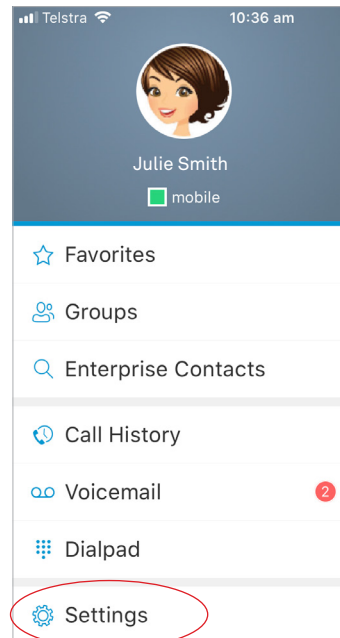 Telstra 10:36 am
Julie Smith
mobile
Favorites
Groups
Enterprise Contacts
Call History
Voicemail 2
Dialpad
Settings